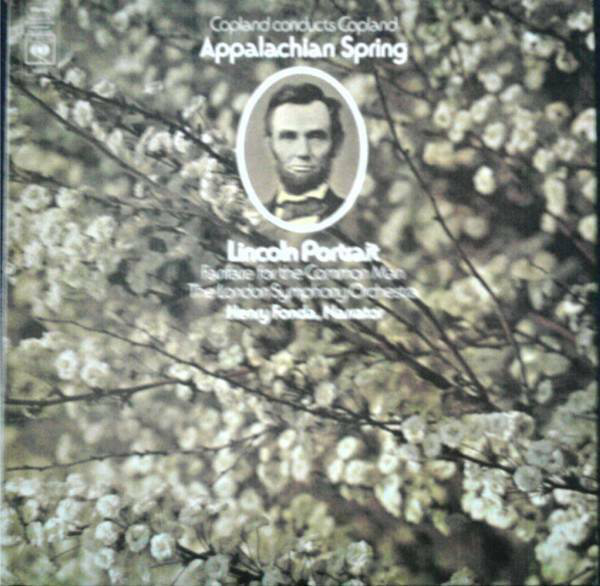 Copland conducts Copland
Appalachian Spring
Lincoln Portrait
Fanfare for the Common Man
The London Symphony Orchestra
Henry Fonda, Narrator